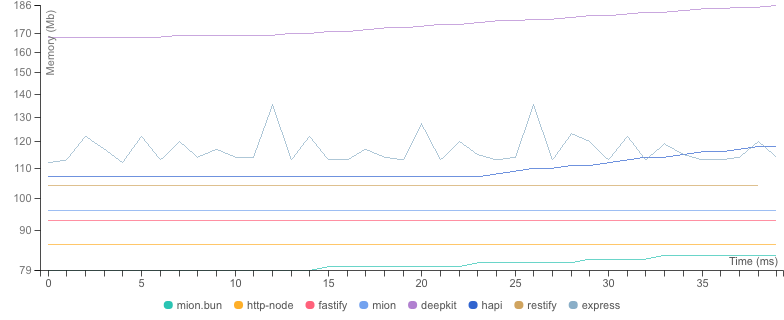 186
170
160
150
140
130
120
110
100
90
79
Memory (Mb)
Time (ms)
0 5 10 15 20 25 30 35
mion.bun http-node fastify mion deepkit hapi restify express